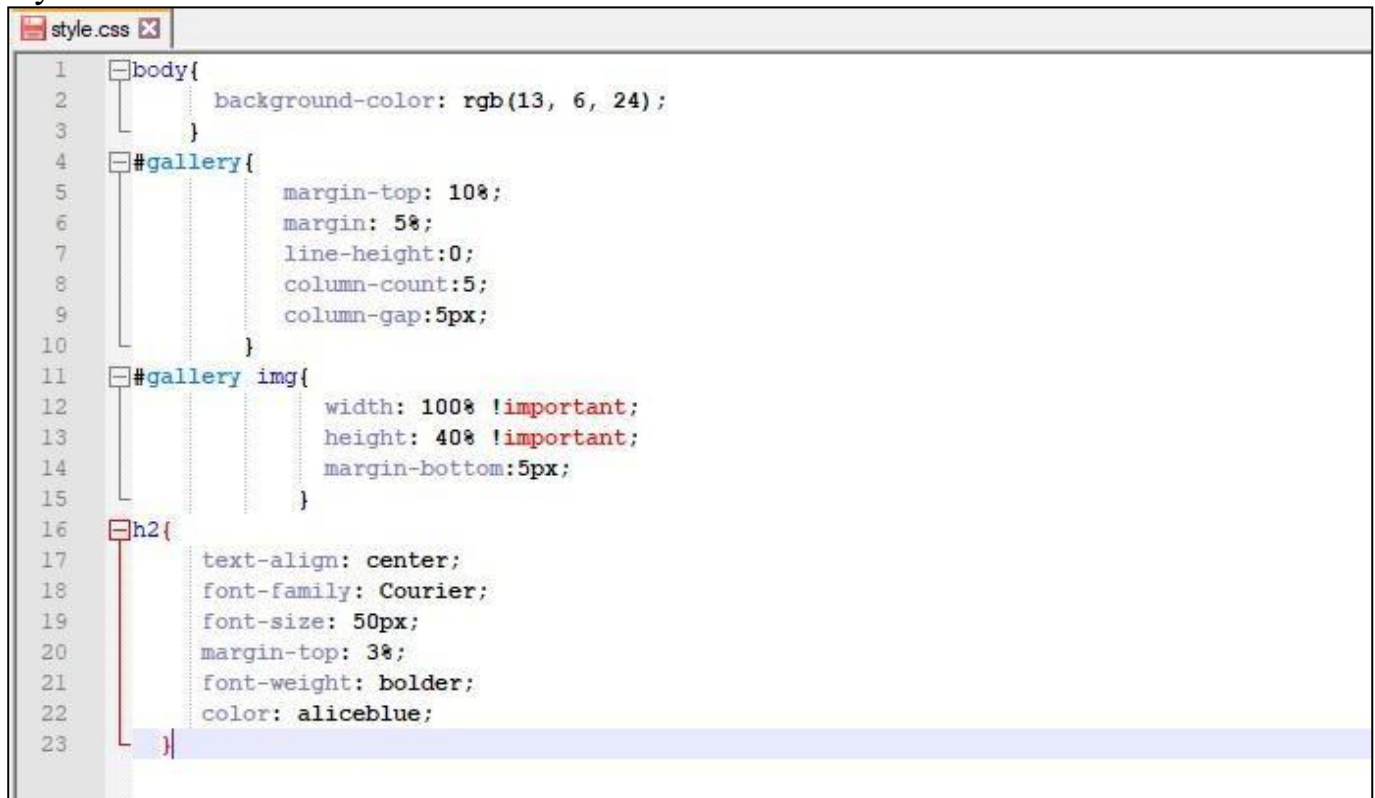 style.css
1 body{
2 background-color: rgb(13, 6, 24);
3 }
4 #gallery{
5 margin-top: 10%;
6 margin: 5%;
7 line-height:0;
8 column-count:5;
9 column-gap:5px;
10 }
11 #gallery img{
12 width: 100% !important;
13 height: 40% !important;
14 margin-bottom:5px;
15 }
16 h2{
17 text-align: center;
18 font-family: Courier;
19 font-size: 50px;
20 margin-top: 3%;
21 font-weight: bolder;
22 color: aliceblue;
23 }